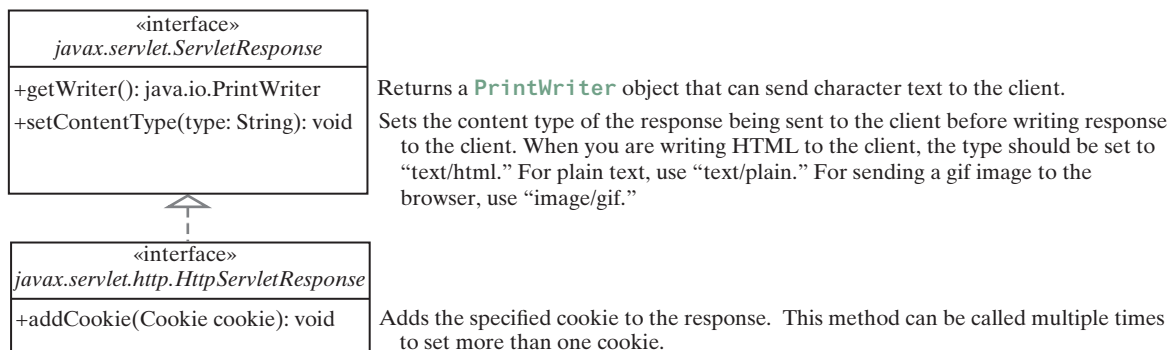 «interface»
javax.servlet.ServletResponse
+getWriter(): java.io.PrintWriter
Returns a PrintWriter object that can send character text to the client.
+setContentType(type: String): void
Sets the content type of the response being sent to the client before writing response
to the client. When you are writing HTML to the client, the type should be set to
“text/html.” For plain text, use “text/plain.” For sending a gif image to the
browser, use “image/gif.”
«interface»
javax.servlet.http.HttpServletResponse
+addCookie(Cookie cookie): void
Adds the specified cookie to the response. This method can be called multiple times
to set more than one cookie.